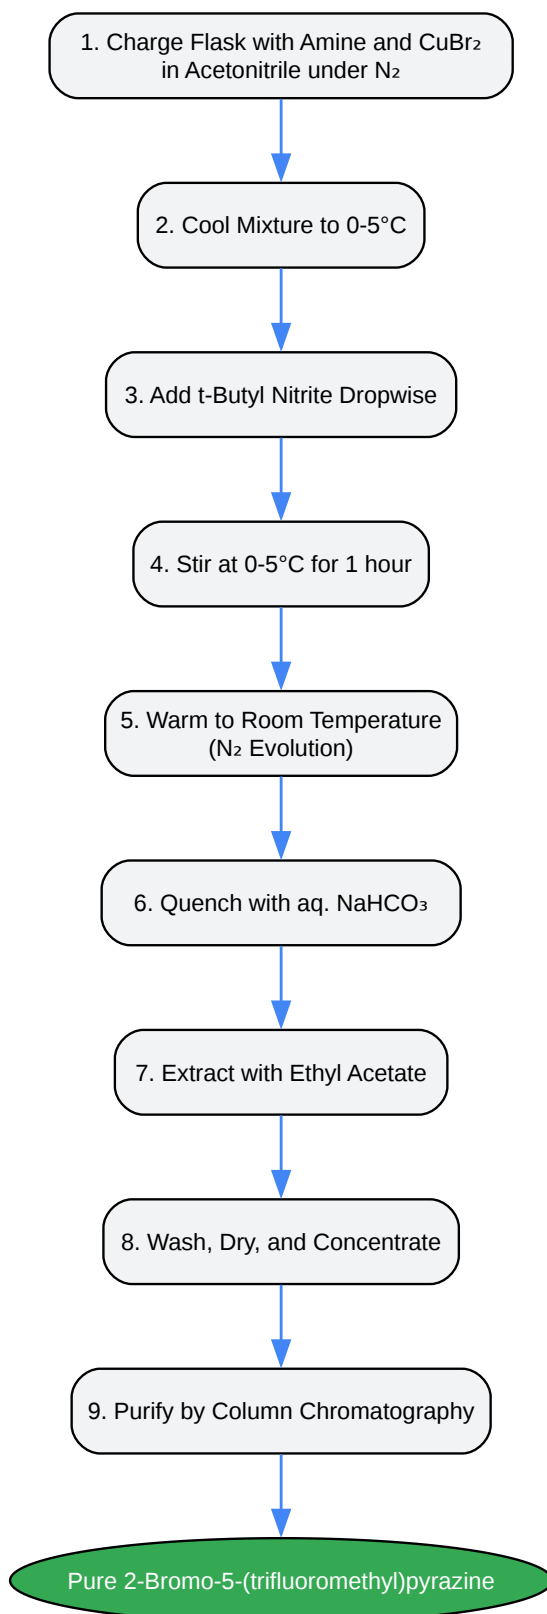 1. Charge Flask with Amine and CuBr₂
in Acetonitrile under N₂
2. Cool Mixture to 0-5°C
3. Add t-Butyl Nitrite Dropwise
4. Stir at 0-5°C for 1 hour
5. Warm to Room Temperature
(N₂ Evolution)
6. Quench with aq. NaHCO₃
7. Extract with Ethyl Acetate
8. Wash, Dry, and Concentrate
9. Purify by Column Chromatography
Pure 2-Bromo-5-(trifluoromethyl)pyrazine